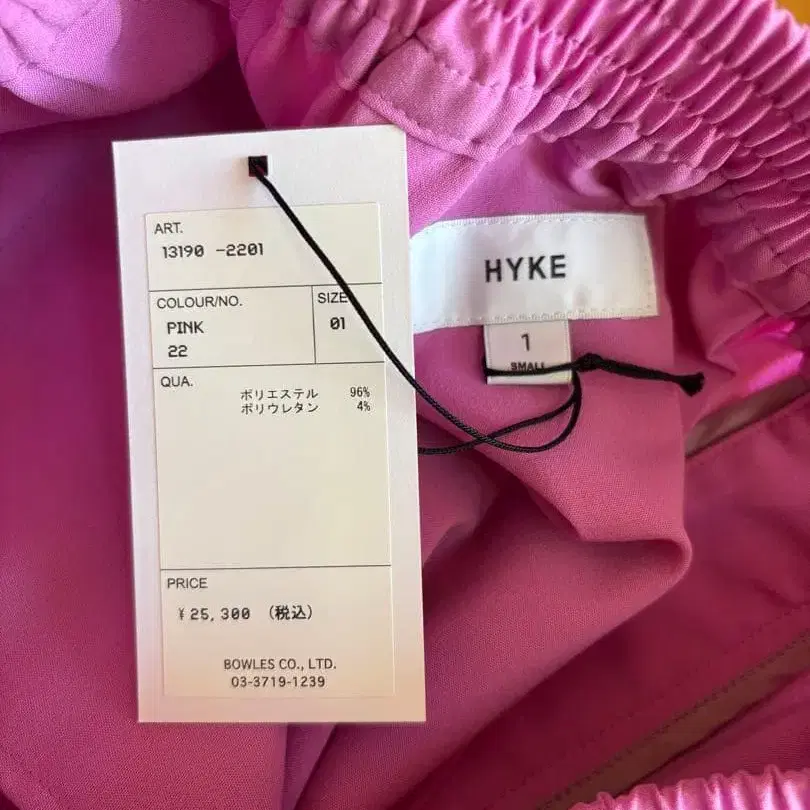 ART.
13190 -2201
COLOUR/NO.
PINK
22
SIZE
01
QUA.
ポリエステル 96%
ポリウレタン 4%
PRICE
¥25,300 (税込)
BOWLES CO., LTD.
03-3719-1239
HYKE
1
SMALL